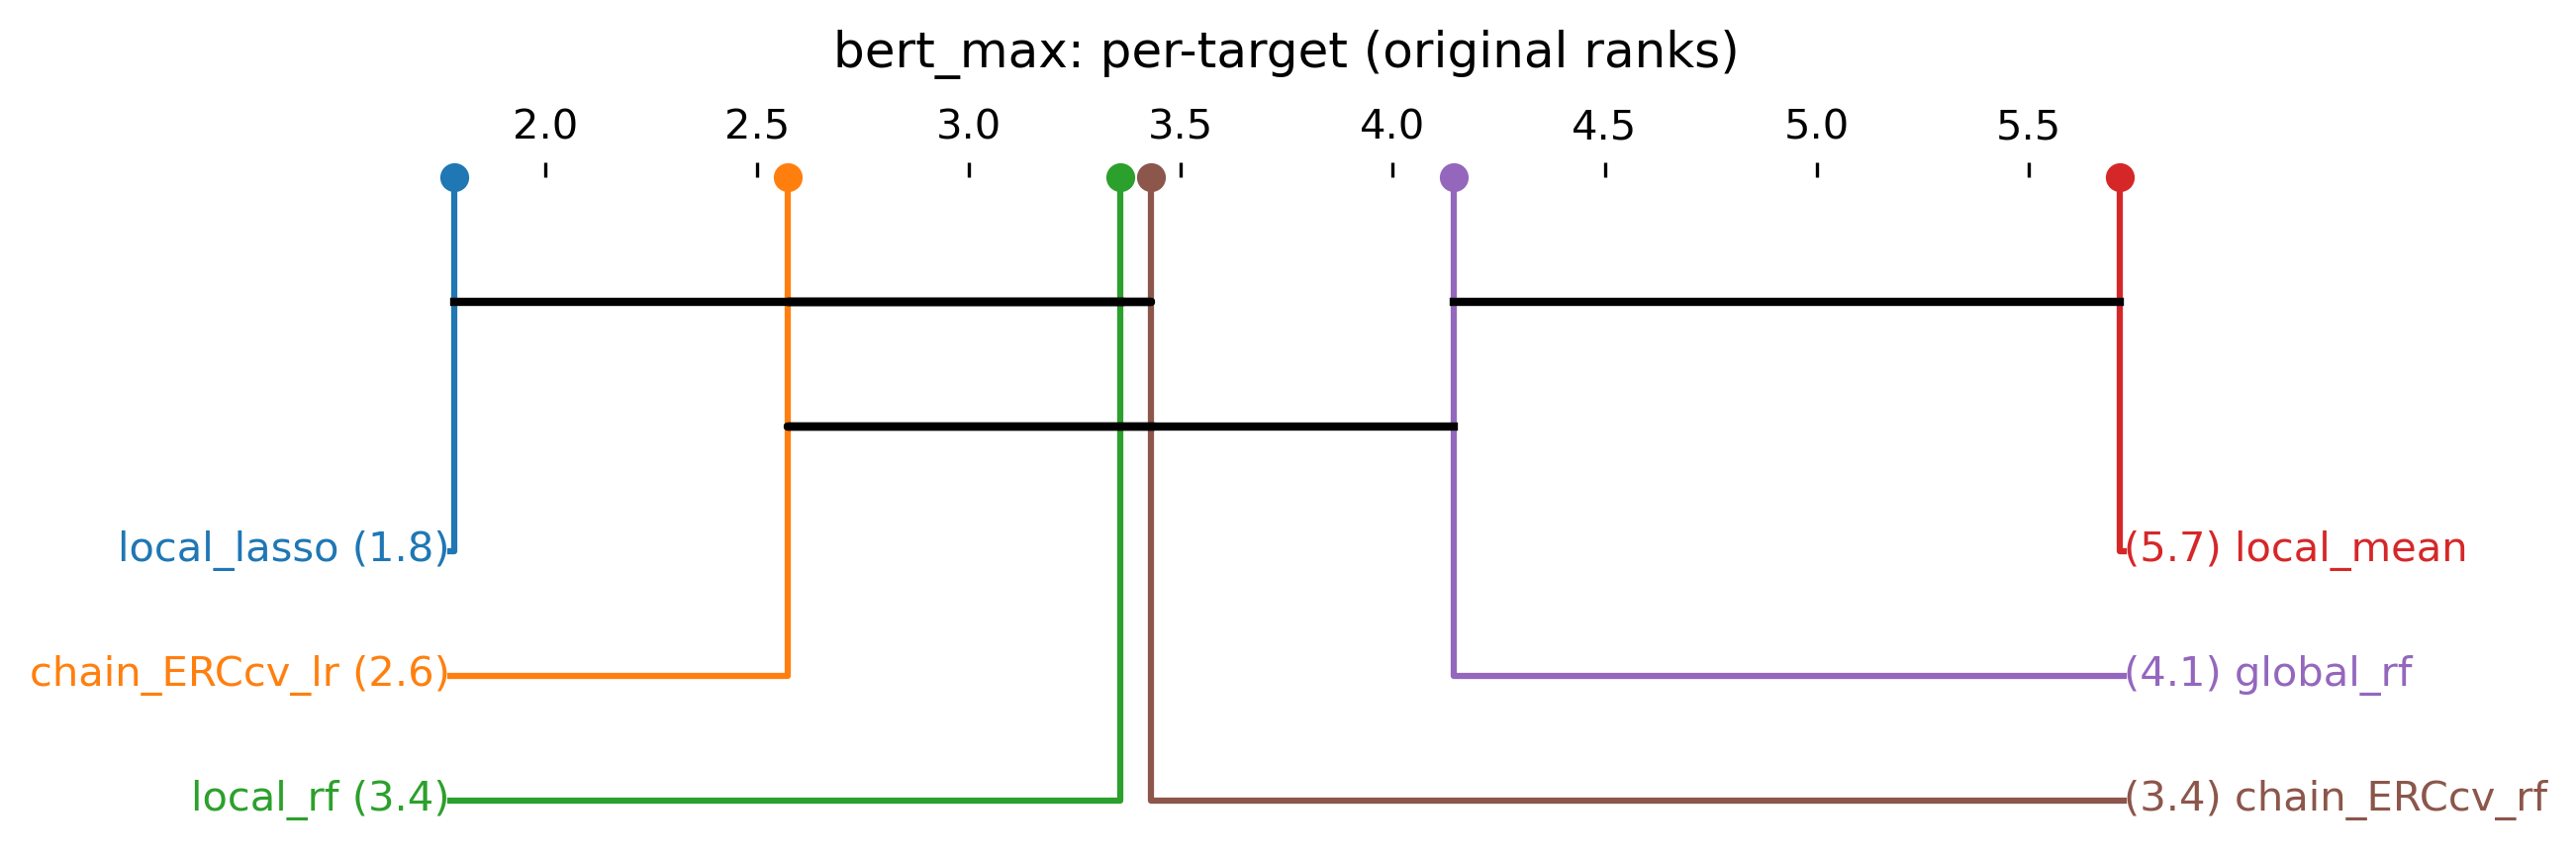 bert_max: per-target (original ranks)
2.0 2.5 3.0 3.5 4.0 4.5 5.0 5.5
local_lasso (1.8)
(5.7) local_mean
chain_ERCcv_lr (2.6)
(4.1) global_rf
local_rf (3.4)
(3.4) chain_ERCcv_rf